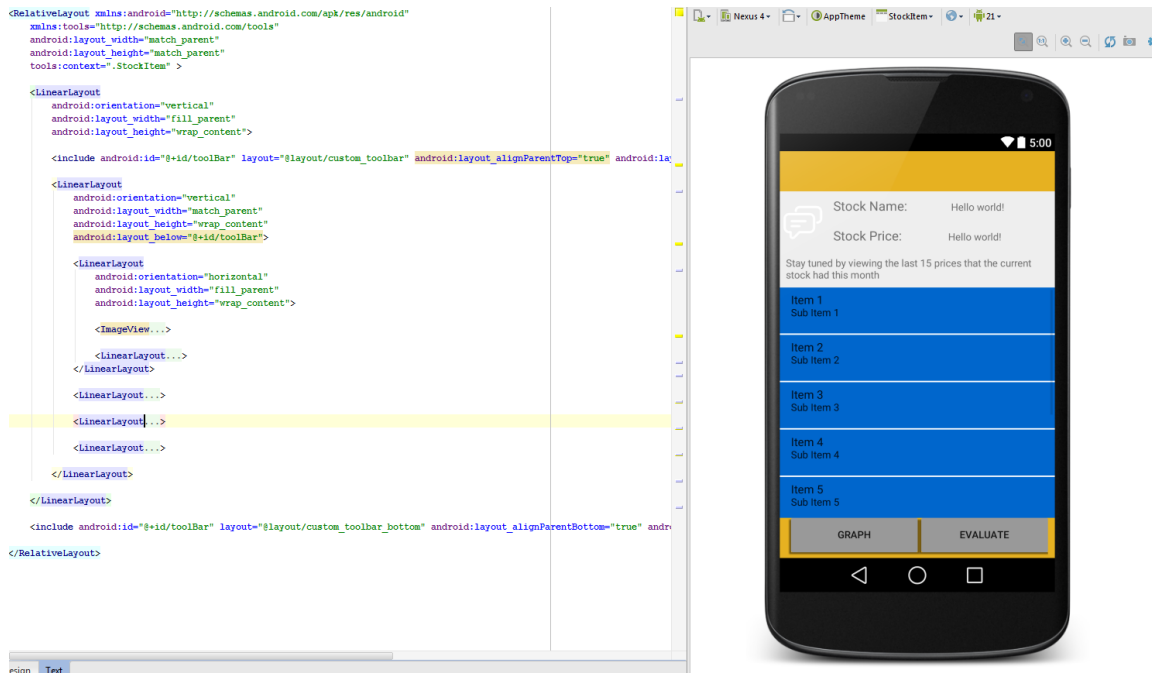 <RelativeLayout xmlns:android="http://schemas.android.com/apk/res/android"
xmlns:tools="http://schemas.android.com/tools"
android:layout_width="match_parent"
android:layout_height="match_parent"
tools:context=".StockItem" >
<LinearLayout
android:orientation="vertical"
android:layout_width="fill_parent"
android:layout_height="wrap_content">
<include android:id="@+id/toolBar" layout="@layout/custom_toolbar" android:layout_alignParentTop="true" android:la
<LinearLayout
android:orientation="vertical"
android:layout_width="match_parent"
android:layout_height="wrap_content"
android:layout_below="@+id/toolBar">
<LinearLayout
android:orientation="horizontal"
android:layout_width="fill_parent"
android:layout_height="wrap_content">
<ImageView...>
<LinearLayout...>
</LinearLayout>
<LinearLayout...>
<LinearLayout...>
<LinearLayout...>
</LinearLayout>
</LinearLayout>
<include android:id="@+id/toolBar" layout="@layout/custom_toolbar_bottom" android:layout_alignParentBottom="true" andr
</RelativeLayout>
esign Text
Nexus 4 AppTheme StockItem 21
1:1
5:00
Stock Name: Hello world!
Stock Price: Hello world!
Stay tuned by viewing the last 15 prices that the current
stock had this month
Item 1
Sub Item 1
Item 2
Sub Item 2
Item 3
Sub Item 3
Item 4
Sub Item 4
Item 5
Sub Item 5
GRAPH EVALUATE